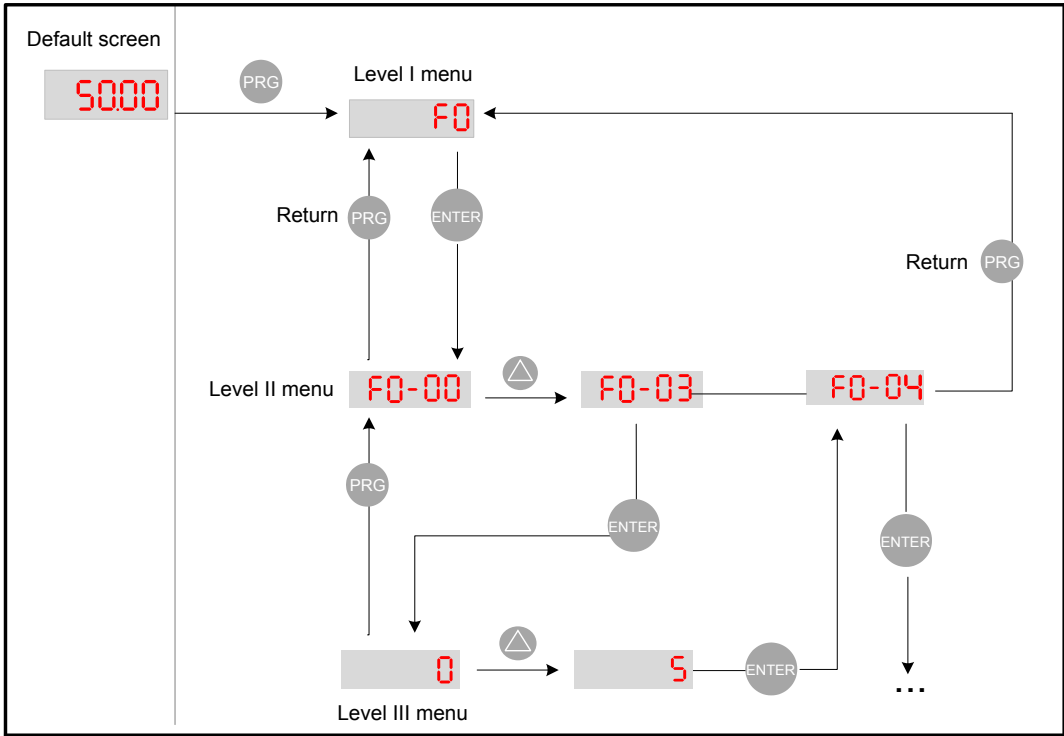 Default screen
50.00
PRG
Level I menu
F0
Return PRG
ENTER
Return PRG
Level II menu
F0-00
F0-03
F0-04
PRG
ENTER
ENTER
0
5
ENTER
...
Level III menu